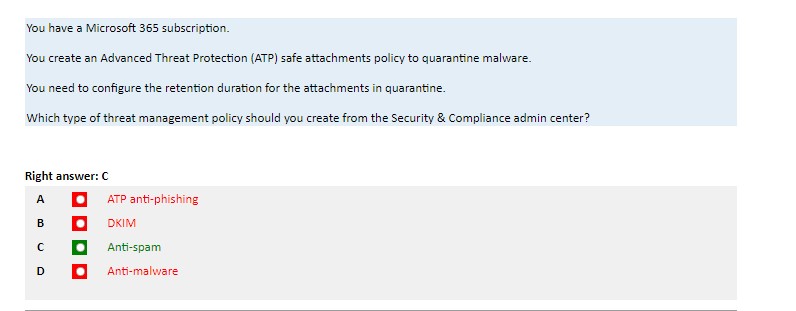 You have a Microsoft 365 subscription.
You create an Advanced Threat Protection (ATP) safe attachments policy to quarantine malware.
You need to configure the retention duration for the attachments in quarantine.
Which type of threat management policy should you create from the Security & Compliance admin center?
Right answer: C
A ATP anti-phishing
B DKIM
C Anti-spam
D Anti-malware